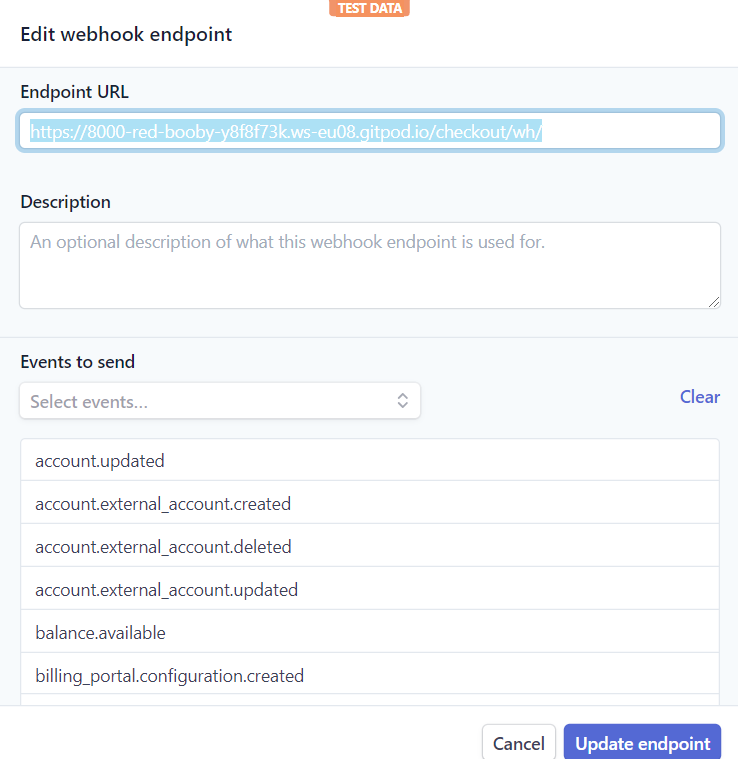 TEST DATA
Edit webhook endpoint
Endpoint URL
https://8000-red-booby-y8f8f73k.ws-eu08.gitpod.io/checkout/wh/
Description
An optional description of what this webhook endpoint is used for.
Events to send
Select events...
Clear
account.updated
account.external_account.created
account.external_account.deleted
account.external_account.updated
balance.available
billing_portal.configuration.created
Cancel
Update endpoint